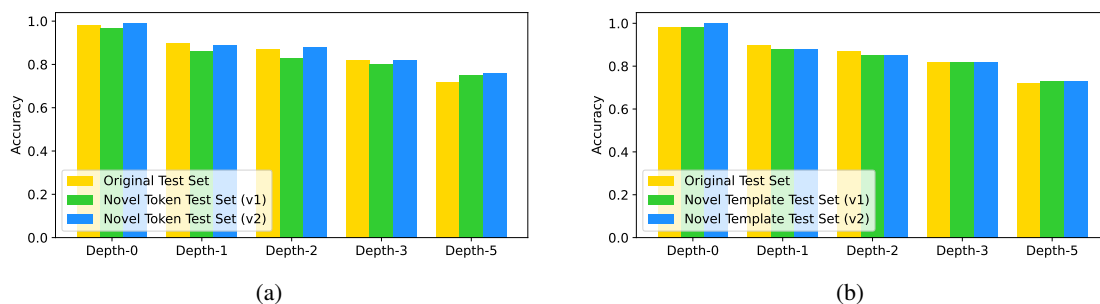 1.0
0.8
0.6
0.4
0.2
0.0
Accuracy
Original Test Set
Novel Token Test Set (v1)
Novel Token Test Set (v2)
Depth-0 Depth-1 Depth-2 Depth-3 Depth-5
(a)
1.0
0.8
0.6
0.4
0.2
0.0
Accuracy
Original Test Set
Novel Template Test Set (v1)
Novel Template Test Set (v2)
Depth-0 Depth-1 Depth-2 Depth-3 Depth-5
(b)